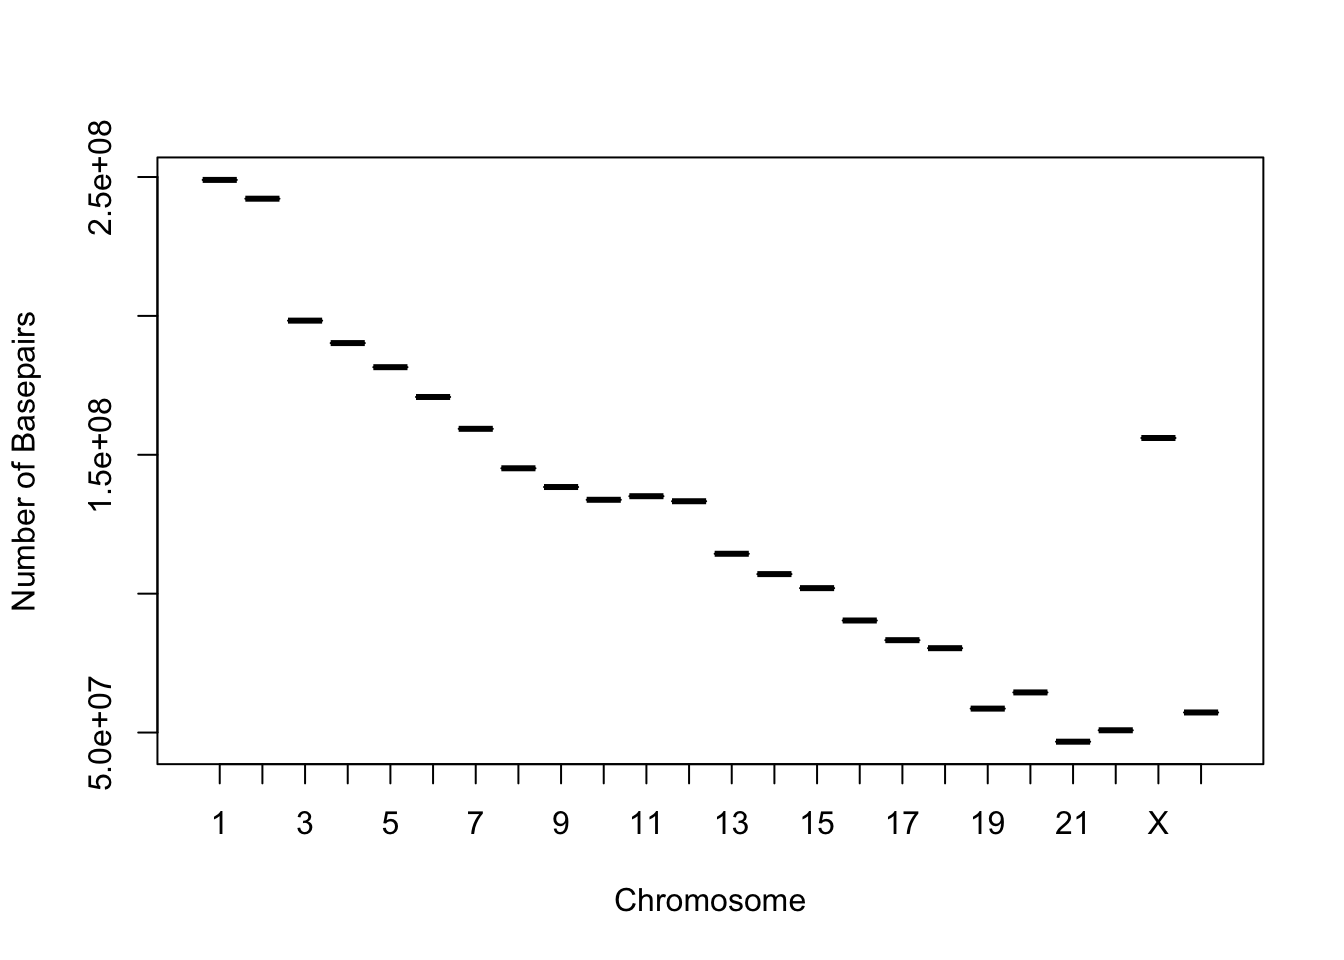 Number of Basepairs
2.5e+08
1.5e+08
5.0e+07
1 3 5 7 9 11 13 15 17 19 21 X
Chromosome